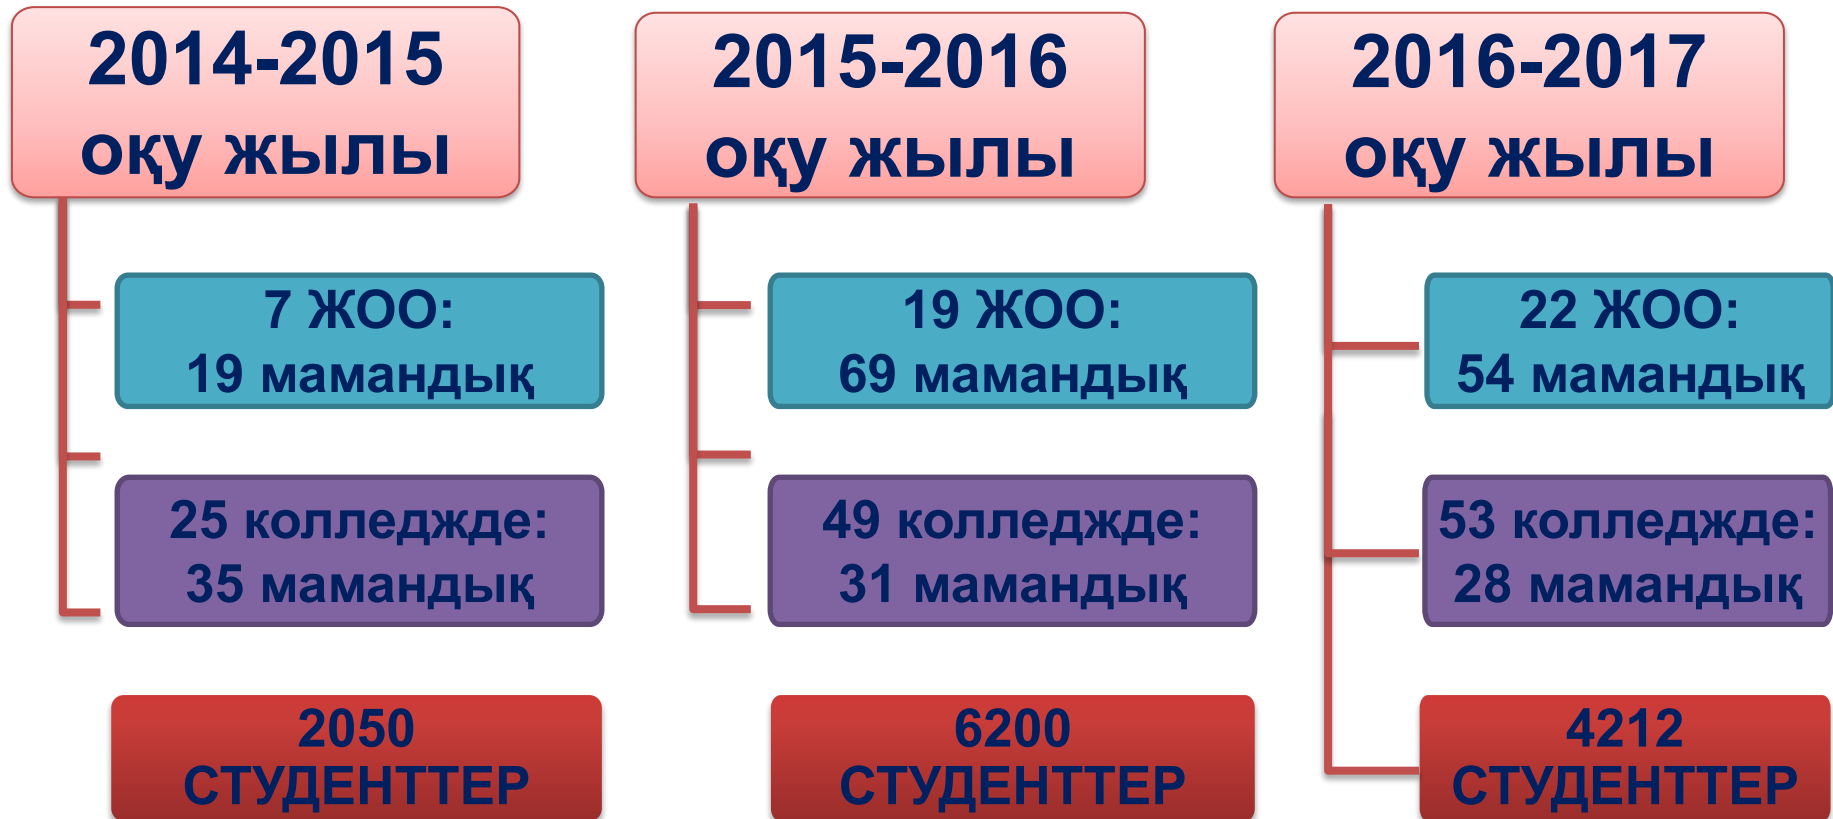 2014-2015
оқу жылы
7 ЖОО:
19 мамандық
25 колледжде:
35 мамандық
2050
СТУДЕНТТЕР
2015-2016
оқу жылы
19 ЖОО:
69 мамандық
49 колледжде:
31 мамандық
6200
СТУДЕНТТЕР
2016-2017
оқу жылы
22 ЖОО:
54 мамандық
53 колледжде:
28 мамандық
4212
СТУДЕНТТЕР